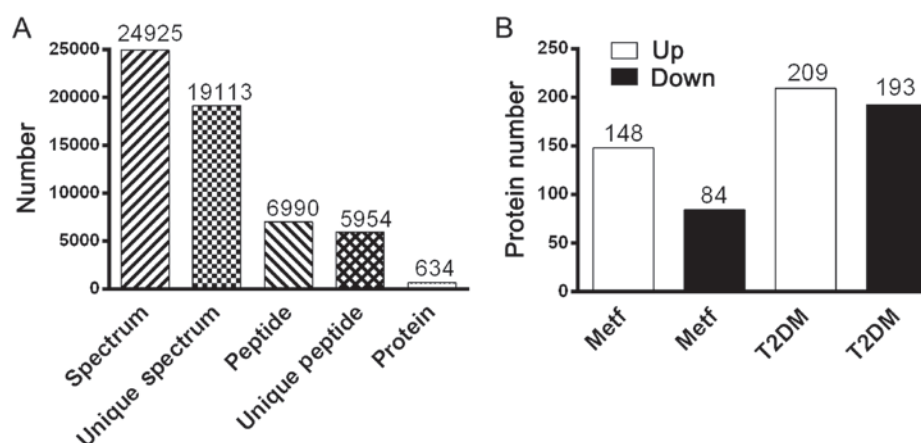 A
Number
25000
20000
15000
10000
5000
0
24925
19113
6990
5954
634
Spectrum
Unique spectrum
Peptide
Unique peptide
Protein
B
Protein number
250
200
150
100
50
0
Up
Down
148
84
209
193
Metf
Metf
T2DM
T2DM